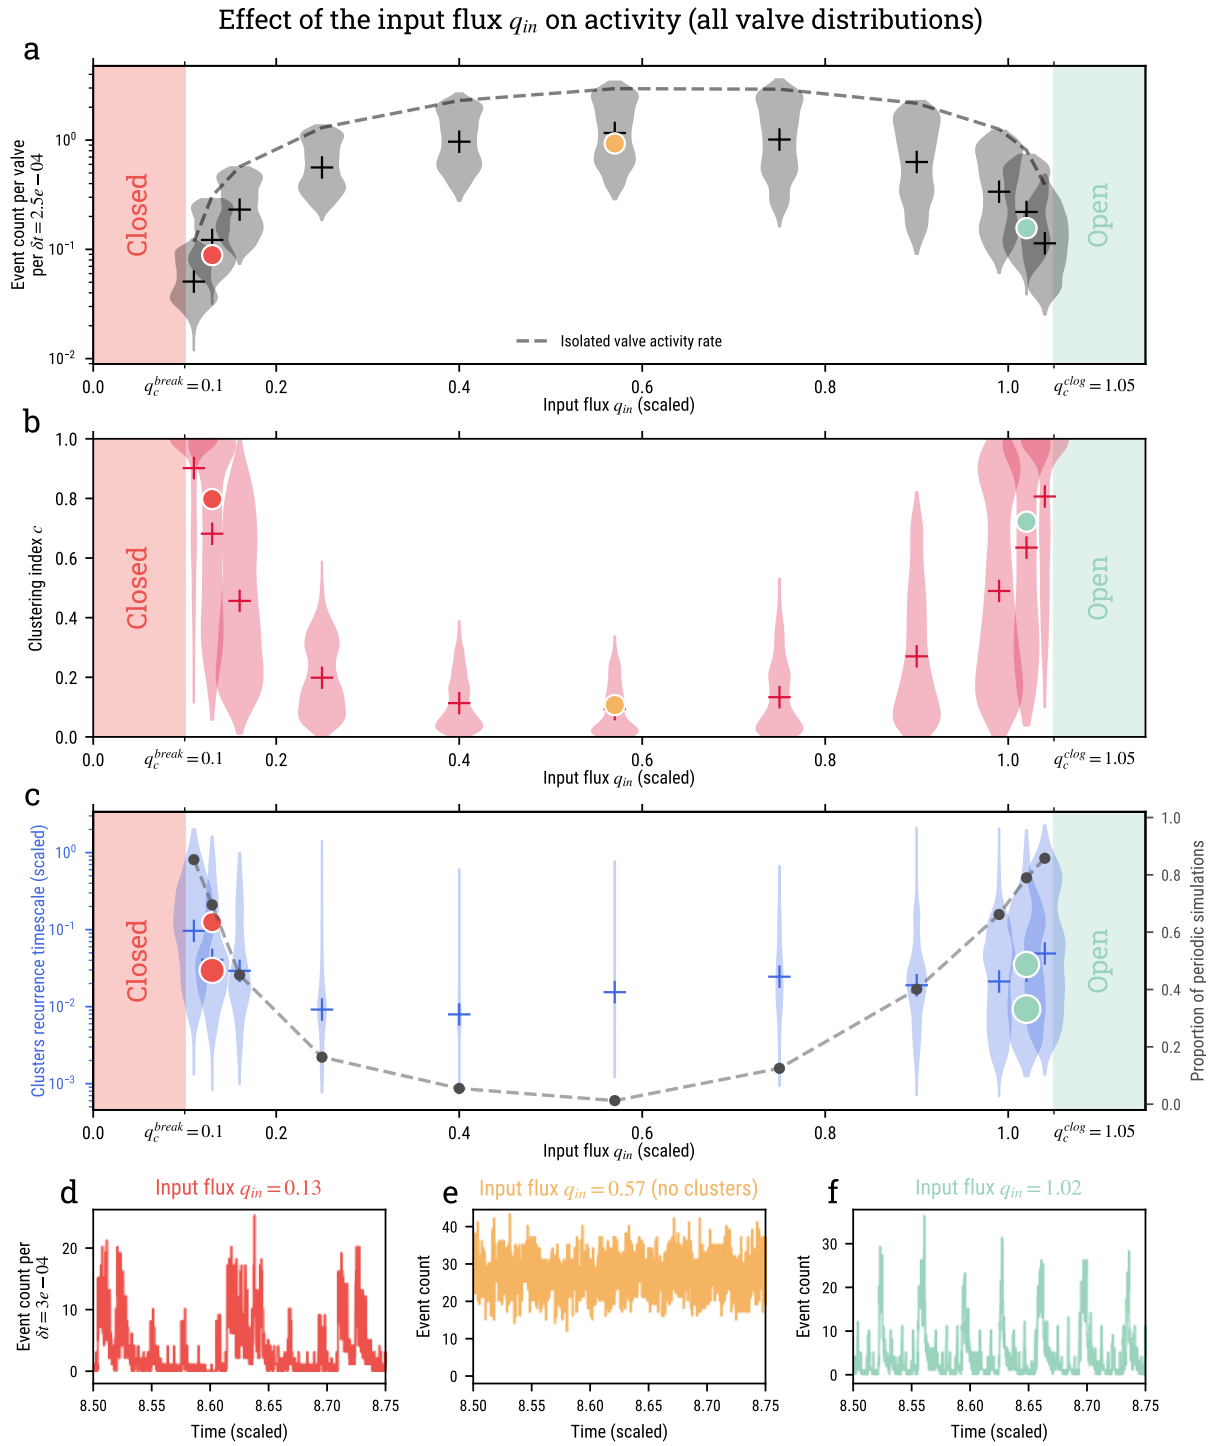 Effect of the input flux q_in on activity (all valve distributions)
a
Event count per valve
per δt = 2.5e−04
10^0
10^−1
10^−2
Closed
Open
Isolated valve activity rate
0.0
q_c^break = 0.1
0.2
0.4
0.6
0.8
1.0
q_c^clog = 1.05
Input flux q_in (scaled)
b
Clustering index c
1.0
0.8
0.6
0.4
0.2
0.0
Closed
Open
0.0
q_c^break = 0.1
0.2
0.4
0.6
0.8
1.0
q_c^clog = 1.05
Input flux q_in (scaled)
c
Clusters recurrence timescale (scaled)
10^0
10^−1
10^−2
10^−3
Closed
Open
1.0
0.8
0.6
0.4
0.2
0.0
Proportion of periodic simulations
0.0
q_c^break = 0.1
0.2
0.4
0.6
0.8
1.0
q_c^clog = 1.05
Input flux q_in (scaled)
d
Input flux q_in = 0.13
Event count per
δt = 3e−04
20
10
0
8.50
8.55
8.60
8.65
8.70
8.75
Time (scaled)
e
Input flux q_in = 0.57 (no clusters)
Event count
40
30
20
10
0
8.50
8.55
8.60
8.65
8.70
8.75
Time (scaled)
f
Input flux q_in = 1.02
Event count
30
20
10
0
8.50
8.55
8.60
8.65
8.70
8.75
Time (scaled)